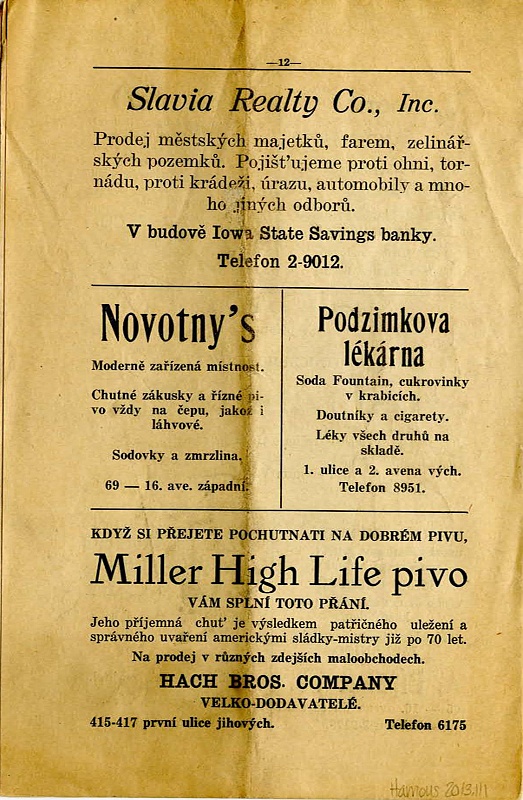 —12—
Slavia Realty Co., Inc.
Prodej městských majetků, farem, zelinář-
ských pozemků. Pojišt'ujeme proti ohni, tor-
nádu, proti krádeži, úrazu, automobily a mno-
ho jiných odborů.
V budově Iowa State Savings banky.
Telefon 2-9012.
Novotny's
Moderně zařízená místnost.
Chutné zákusky a řízné pi-
vo vždy na čepu, jakož i
láhvové.
Sodovky a zmrzlina.
69 — 16. ave. západní.
Podzimkova
lékárna
Soda Fountain, cukrovinky
v krabicích.
Doutníky a cigarety.
Léky všech druhů na
skladě.
1. ulice a 2. avena vých.
Telefon 8951.
KDYŽ SI PŘEJETE POCHUTNATI NA DOBRÉM PIVU,
Miller High Life pivo
VÁM SPLNÍ TOTO PŘÁNÍ.
Jeho příjemná chut' je výsledkem patřičného uležení a
správného uvaření americkými sládky-mistry již po 70 let.
Na prodej v různých zdejších maloobchodech.
HACH BROS. COMPANY
VELKO-DODAVATELÉ.
415-417 první ulice jihových.
Telefon 6175
2013.111